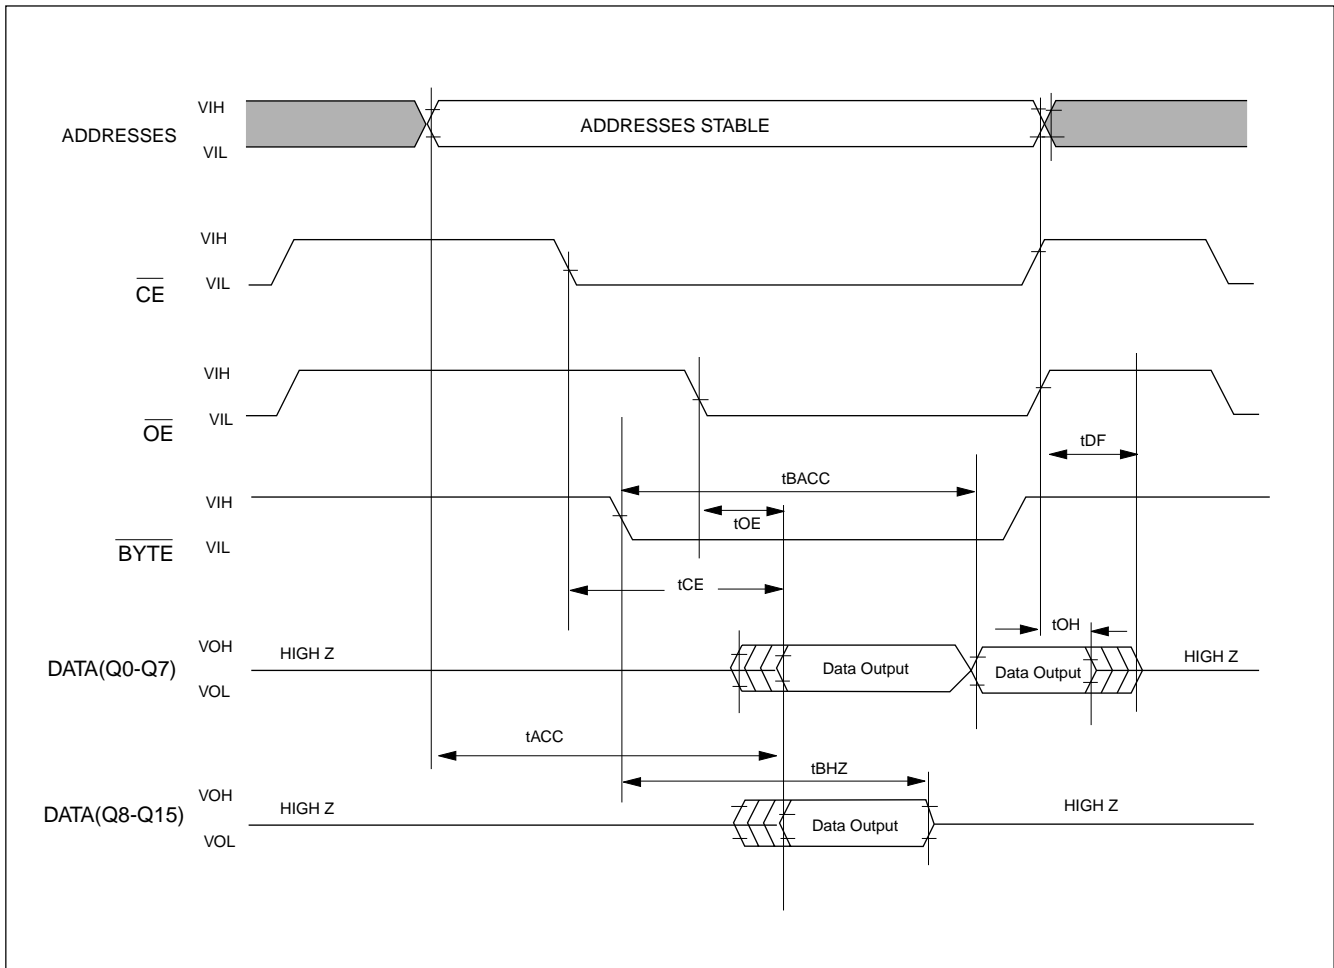 VIH
ADDRESSES
ADDRESSES STABLE
VIL
VIH
CE
VIL
VIH
OE
VIL
tDF
tBACC
VIH
tOE
BYTE
VIL
tCE
tOH
VOH
DATA(Q0-Q7)
HIGH Z
Data Output
Data Output
HIGH Z
VOL
tACC
tBHZ
VOH
DATA(Q8-Q15)
HIGH Z
Data Output
HIGH Z
VOL